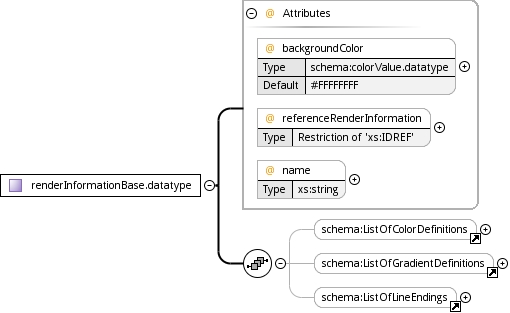 @ Attributes
@ backgroundColor
Type schema:colorValue.datatype
Default #FFFFFFFF
@ referenceRenderInformation
Type Restriction of 'xs:IDREF'
@ name
Type xs:string
renderInformationBase.datatype
schema:ListOfColorDefinitions
schema:ListOfGradientDefinitions
schema:ListOfLineEndings